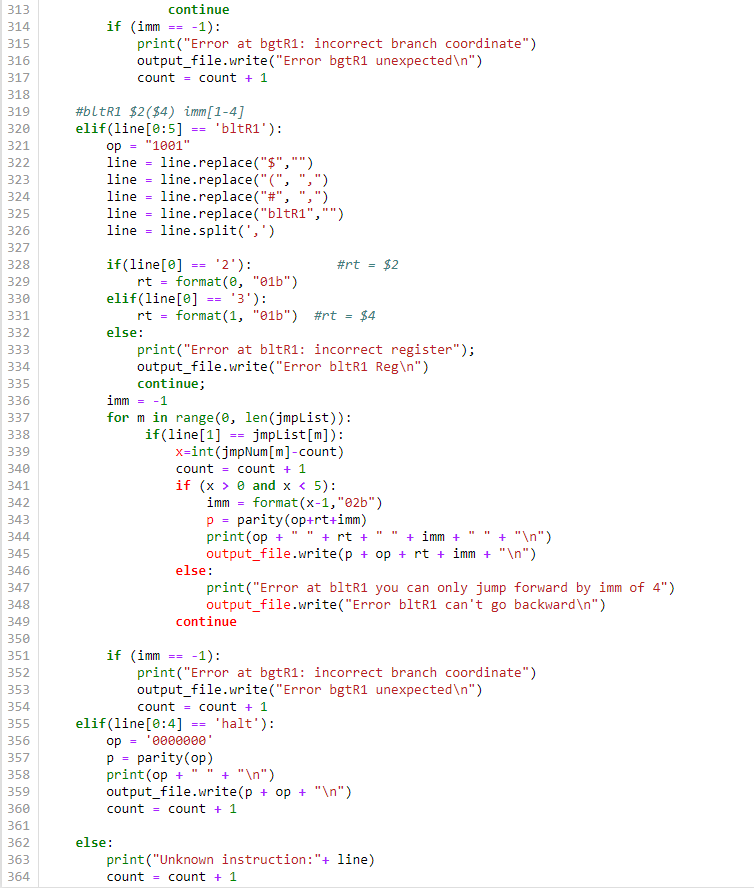 313 continue
314 if (imm == -1):
315 print("Error at bgtR1: incorrect branch coordinate")
316 output_file.write("Error bgtR1 unexpected\n")
317 count = count + 1
318
319 #bltR1 $2($4) imm[1-4]
320 elif(line[0:5] == 'bltR1'):
321 op = "1001"
322 line = line.replace("$","")
323 line = line.replace("(", ",")
324 line = line.replace("#", ",")
325 line = line.replace("bltR1","")
326 line = line.split(',')
327
328 if(line[0] == '2'): #rt = $2
329 rt = format(0, "01b")
330 elif(line[0] == '3'):
331 rt = format(1, "01b") #rt = $4
332 else:
333 print("Error at bltR1: incorrect register");
334 output_file.write("Error bltR1 Reg\n")
335 continue;
336 imm = -1
337 for m in range(0, len(jmpList)):
338 if(line[1] == jmpList[m]):
339 x=int(jmpNum[m]-count)
340 count = count + 1
341 if (x > 0 and x < 5):
342 imm = format(x-1,"02b")
343 p = parity(op+rt+imm)
344 print(op + " " + rt + " " + imm + " " + "\n")
345 output_file.write(p + op + rt + imm + "\n")
346 else:
347 print("Error at bltR1 you can only jump forward by imm of 4")
348 output_file.write("Error bltR1 can't go backward\n")
349 continue
350
351 if (imm == -1):
352 print("Error at bgtR1: incorrect branch coordinate")
353 output_file.write("Error bgtR1 unexpected\n")
354 count = count + 1
355 elif(line[0:4] == 'halt'):
356 op = '0000000'
357 p = parity(op)
358 print(op + " " + "\n")
359 output_file.write(p + op + "\n")
360 count = count + 1
361
362 else:
363 print("Unknown instruction:"+ line)
364 count = count + 1